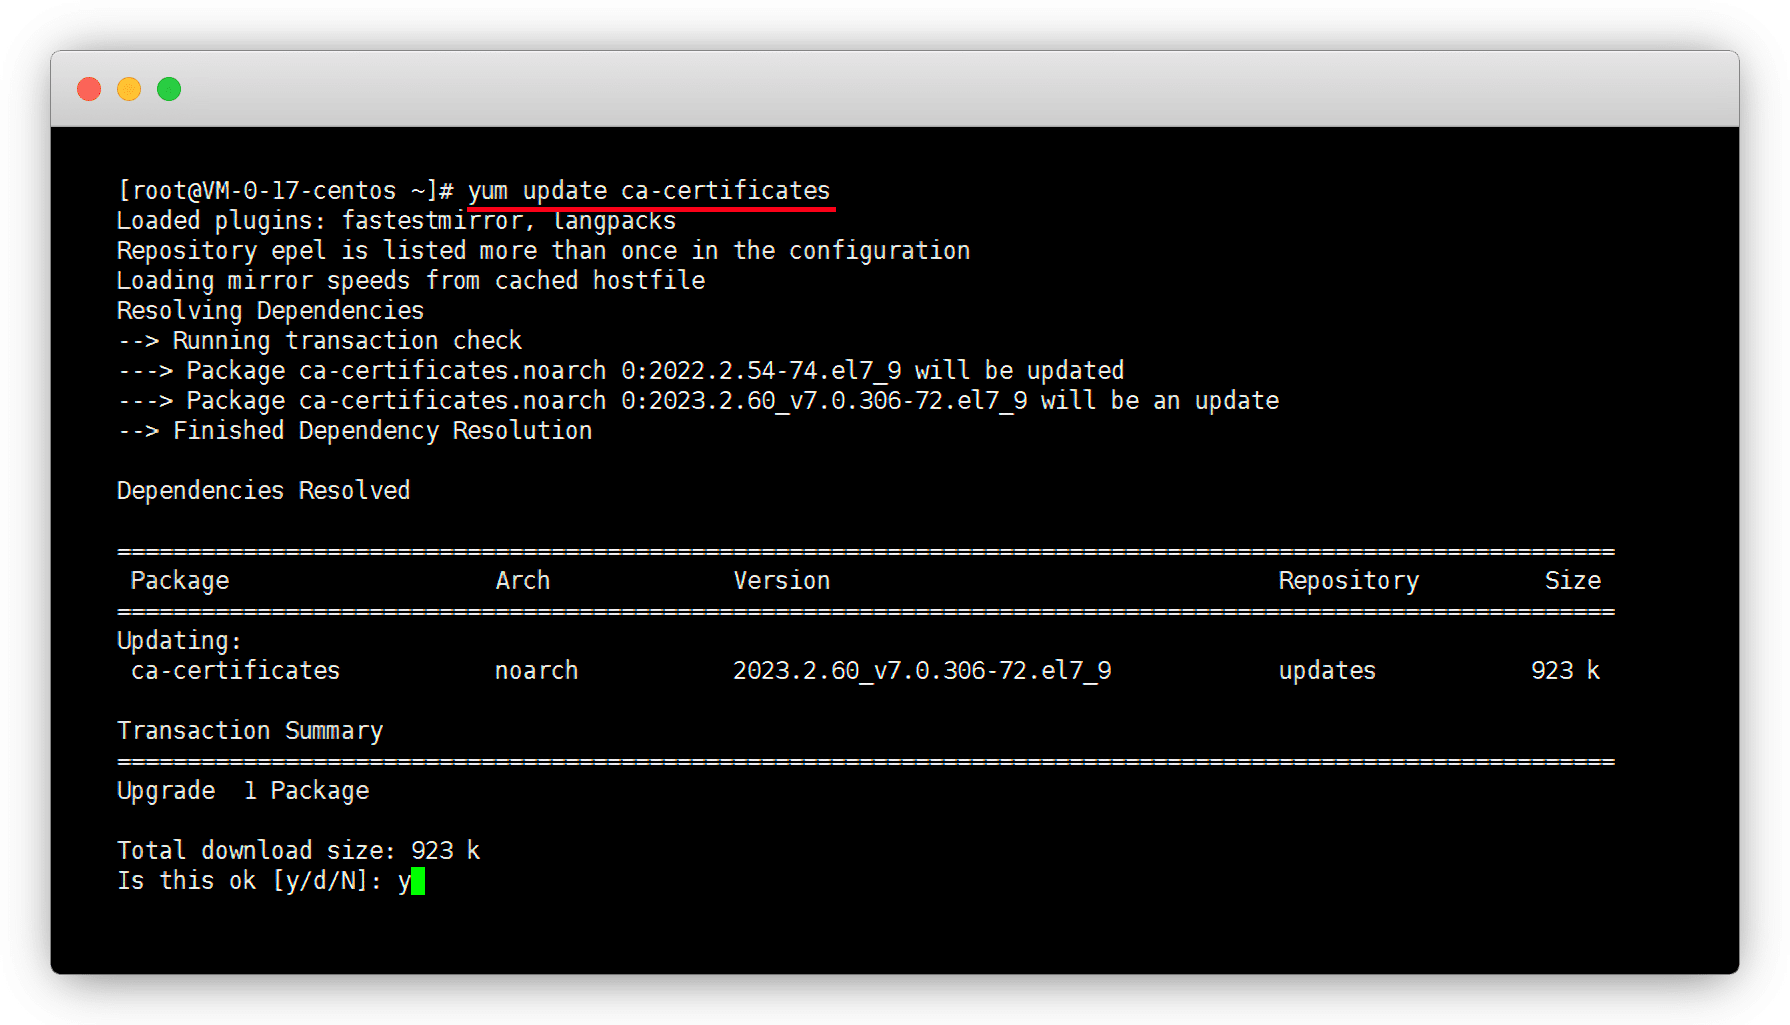 [root@VM-0-17-centos ~]# yum update ca-certificates
Loaded plugins: fastestmirror, langpacks
Repository epel is listed more than once in the configuration
Loading mirror speeds from cached hostfile
Resolving Dependencies
--> Running transaction check
---> Package ca-certificates.noarch 0:2022.2.54-74.el7_9 will be updated
---> Package ca-certificates.noarch 0:2023.2.60_v7.0.306-72.el7_9 will be an update
--> Finished Dependency Resolution
Dependencies Resolved
===========================================================================================================
Package Arch Version Repository Size
===========================================================================================================
Updating:
ca-certificates noarch 2023.2.60_v7.0.306-72.el7_9 updates 923 k
Transaction Summary
===========================================================================================================
Upgrade  1 Package
Total download size: 923 k
Is this ok [y/d/N]: y